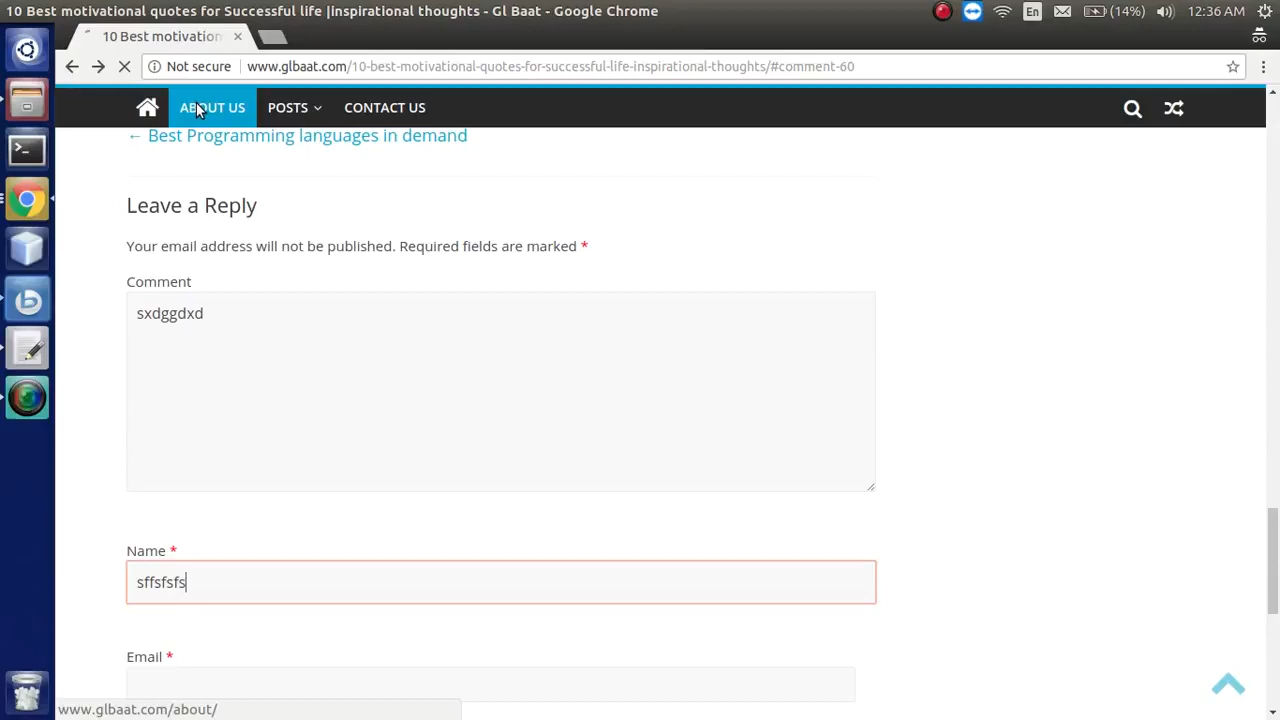 10 Best motivational quotes for Successful life |inspirational thoughts - Gl Baat - Google Chrome
En (14%) 12:36 AM
10 Best motivation
Not secure www.glbaat.com/10-best-motivational-quotes-for-successful-life-inspirational-thoughts/#comment-60
ABOUT US POSTS CONTACT US
← Best Programming languages in demand
Leave a Reply
Your email address will not be published. Required fields are marked *
Comment
sxdggdxd
Name *
sffsfsfs
Email *
www.glbaat.com/about/